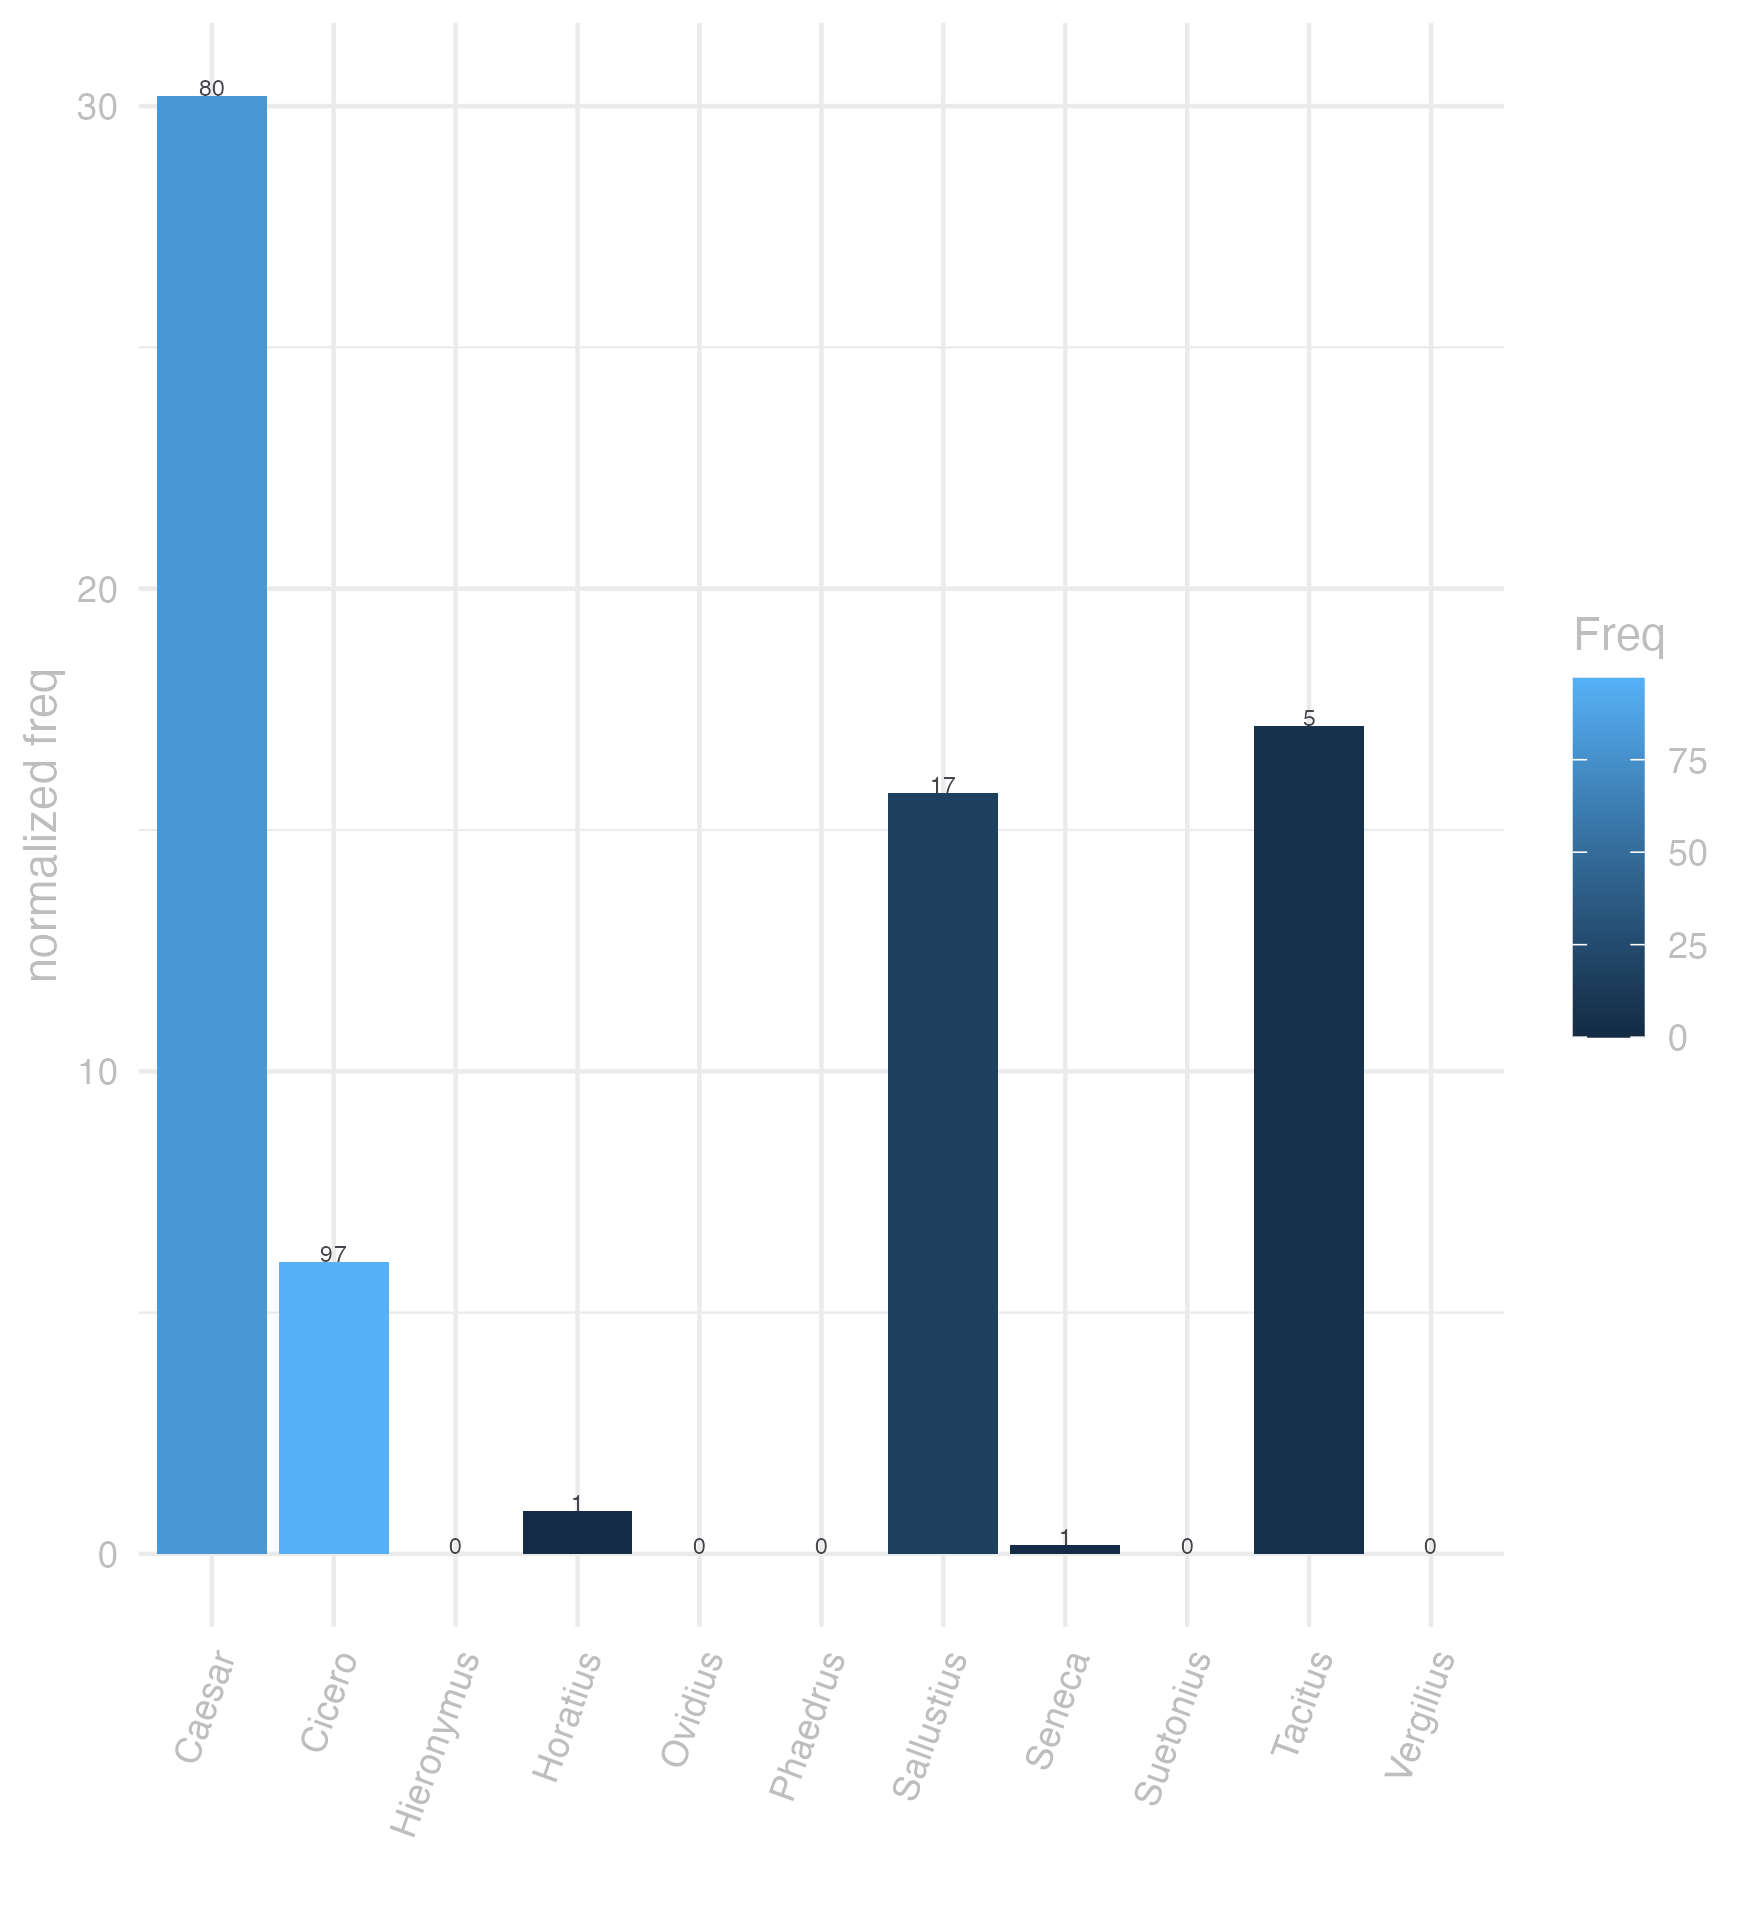 normalized freq
30
20
10
0
80
97
0
1
0
0
17
1
0
5
0
Caesar
Cicero
Hieronymus
Horatius
Ovidius
Phaedrus
Sallustius
Seneca
Suetonius
Tacitus
Vergilius
Freq
75
50
25
0